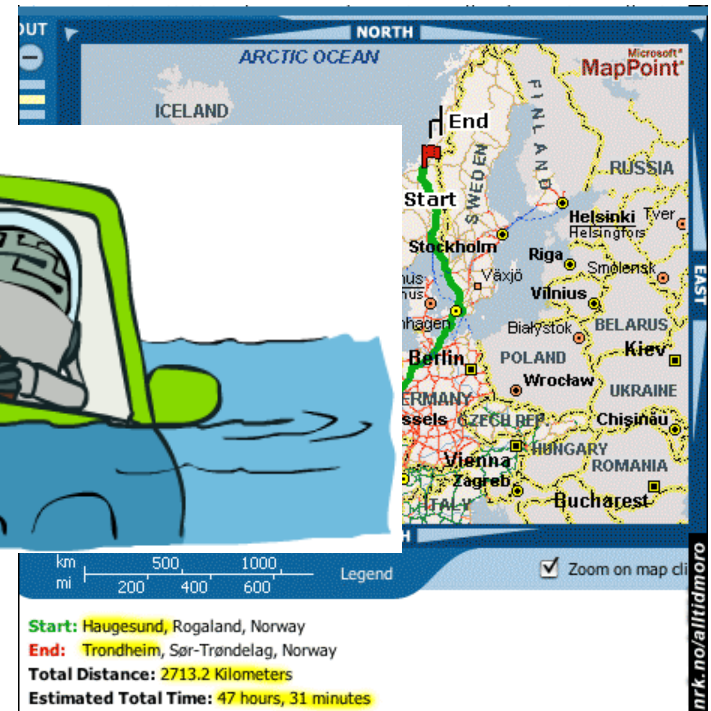 OUT
NORTH
ARCTIC OCEAN
Microsoft®
MapPoint®
ICELAND
End
FINLAND
SWEDEN
RUSSIA
Start
Helsinki
Helsingfors
Tver
Stockholm
Riga
Smolensk
Växjö
Vilnius
EAST
Białystok
BELARUS
Berlin
POLAND
Kiev
Wrocław
UKRAINE
CZECH REP.
Chişinău
Vienna
HUNGARY
ROMANIA
Zagreb
ITALY
Bucharest
km 500 1000
mi 200 400 600
Legend
Zoom on map cli
nrk.no/alltidmoro
Start: Haugesund, Rogaland, Norway
End: Trondheim, Sør-Trøndelag, Norway
Total Distance: 2713.2 Kilometers
Estimated Total Time: 47 hours, 31 minutes